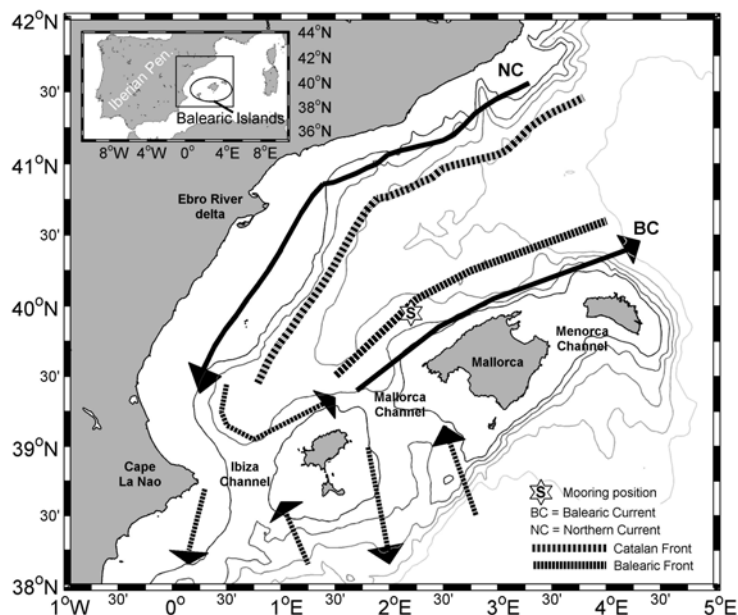 42°N
30'
41°N
30'
40°N
30'
39°N
30'
38°N
1°W
30'
0°
30'
1°E
30'
2°E
30'
3°E
30'
4°E
30'
5°E
44°N
42°N
40°N
38°N
36°N
8°W
4°W
0°
4°E
8°E
Iberian Pen.
Balearic Islands
NC
Ebro River
delta
BC
S
Menorca
Channel
Mallorca
Mallorca
Channel
Cape
La Nao
Ibiza
Channel
S Mooring position
BC = Balearic Current
NC = Northern Current
Catalan Front
Balearic Front